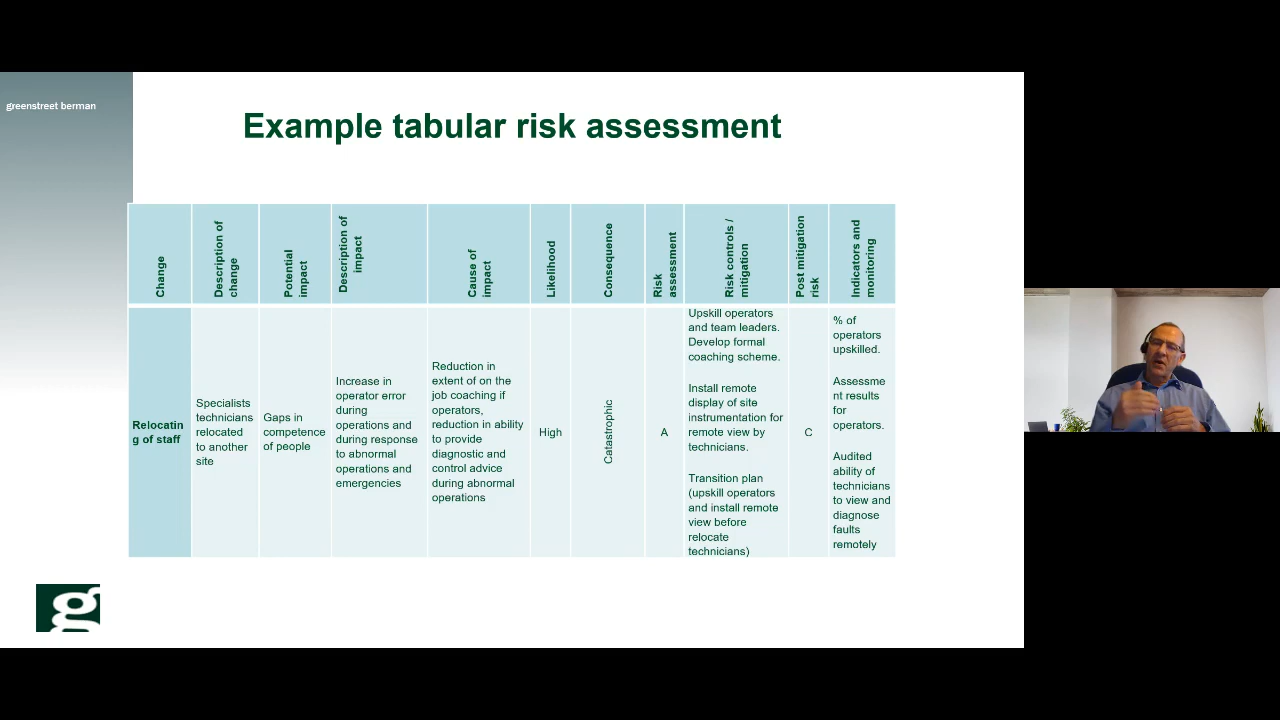 greenstreet berman
Example tabular risk assessment
Change
Description of
change
Potential
impact
Description of
impact
Cause of
impact
Likelihood
Consequence
Risk
assessment
Risk controls /
mitigation
Post mitigation
risk
Indicators and
monitoring
Relocatin
g of staff
Specialists
technicians
relocated
to another
site
Gaps in
competence
of people
Increase in
operator error
during
operations and
during response
to abnormal
operations and
emergencies
Reduction in
extent of on the
job coaching if
operators,
reduction in ability
to provide
diagnostic and
control advice
during abnormal
operations
High
Catastrophic
A
Upskill operators
and team leaders.
Develop formal
coaching scheme.
Install remote
display of site
instrumentation for
remote view by
technicians.
Transition plan
(upskill operators
and install remote
view before
relocate
technicians)
C
% of
operators
upskilled.
Assessme
nt results
for
operators.
Audited
ability of
technicians
to view and
diagnose
faults
remotely
g